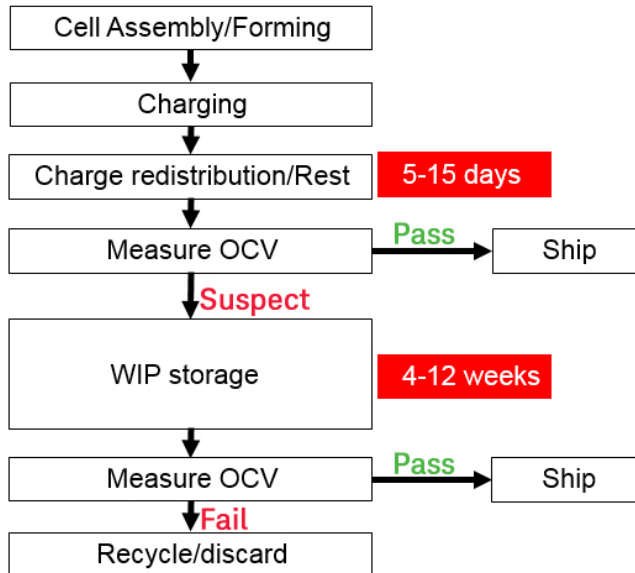 Cell Assembly/Forming
Charging
Charge redistribution/Rest
5-15 days
Measure OCV
Pass
Ship
Suspect
WIP storage
4-12 weeks
Measure OCV
Pass
Ship
Fail
Recycle/discard